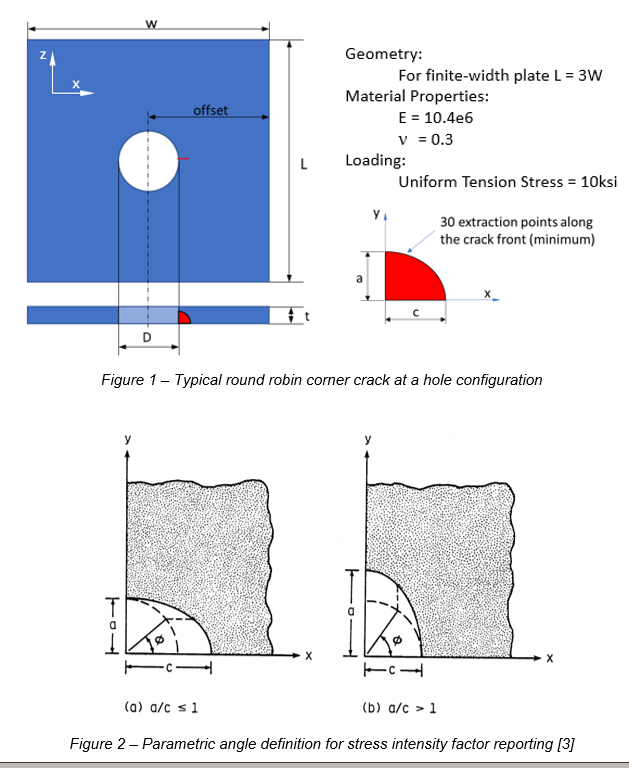 W
z
x
offset
L
t
D
Geometry:
For finite-width plate L = 3W
Material Properties:
E = 10.4e6
ν = 0.3
Loading:
Uniform Tension Stress = 10ksi
y
30 extraction points along
the crack front (minimum)
a
x
c
Figure 1 – Typical round robin corner crack at a hole configuration
y
a
ϕ
x
c
(a) a/c ≤ 1
y
a
ϕ
x
c
(b) a/c > 1
Figure 2 – Parametric angle definition for stress intensity factor reporting [3]